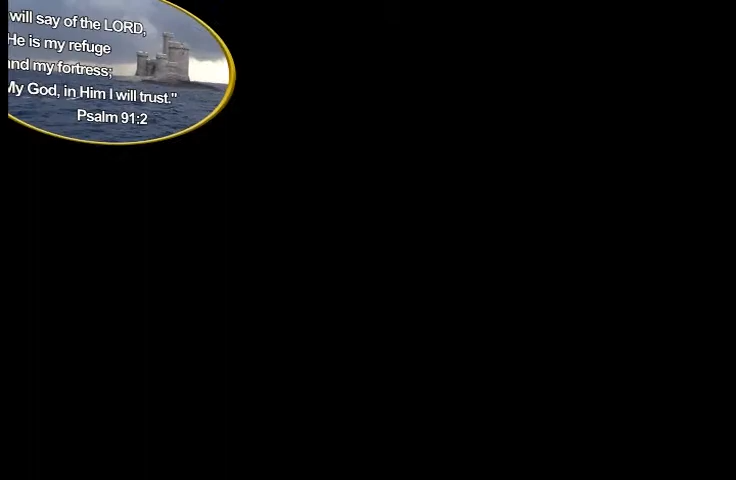 will say of the LORD,
He is my refuge
and my fortress;
My God, in Him I will trust."
Psalm 91:2